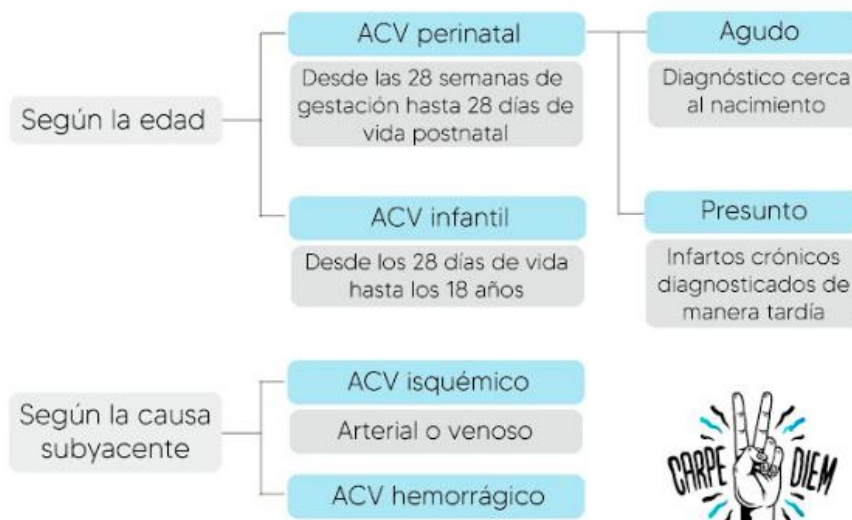 Según la edad
ACV perinatal
Desde las 28 semanas de
gestación hasta 28 días de
vida postnatal
Agudo
Diagnóstico cerca
al nacimiento
Presunto
Infartos crónicos
diagnosticados de
manera tardía
ACV infantil
Desde los 28 días de vida
hasta los 18 años
Según la causa
subyacente
ACV isquémico
Arterial o venoso
ACV hemorrágico
CARPE DIEM